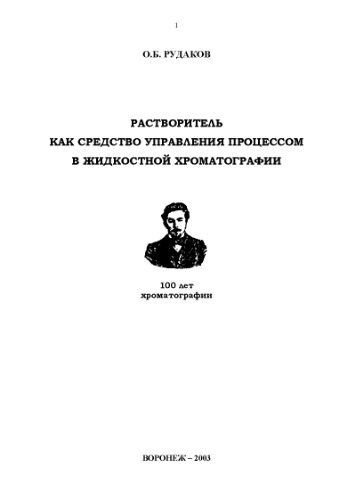 1
О.Б. РУДАКОВ
РАСТВОРИТЕЛЬ
КАК СРЕДСТВО УПРАВЛЕНИЯ ПРОЦЕССОМ
В ЖИДКОСТНОЙ ХРОМАТОГРАФИИ
100 лет
хроматографии
ВОРОНЕЖ – 2003